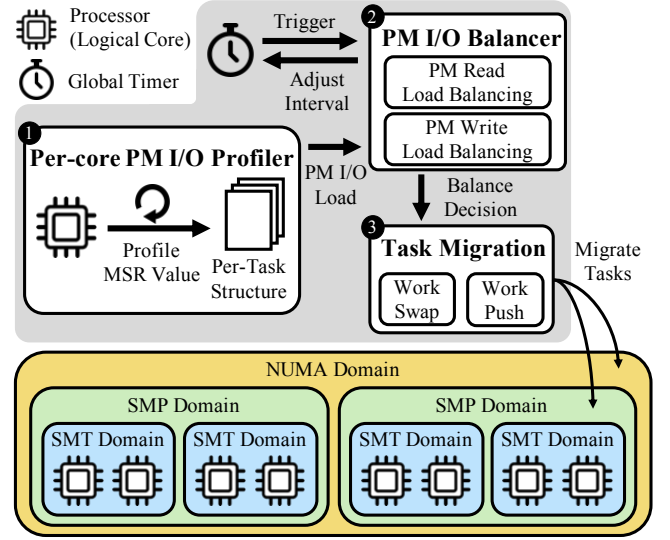 Processor
(Logical Core)
Global Timer
Trigger
Adjust
Interval
2
PM I/O Balancer
PM Read
Load Balancing
PM Write
Load Balancing
1
Per-core PM I/O Profiler
Profile
MSR Value
Per-Task
Structure
PM I/O
Load
Balance
Decision
3
Task Migration
Work
Swap
Work
Push
Migrate
Tasks
NUMA Domain
SMP Domain
SMP Domain
SMT Domain
SMT Domain
SMT Domain
SMT Domain